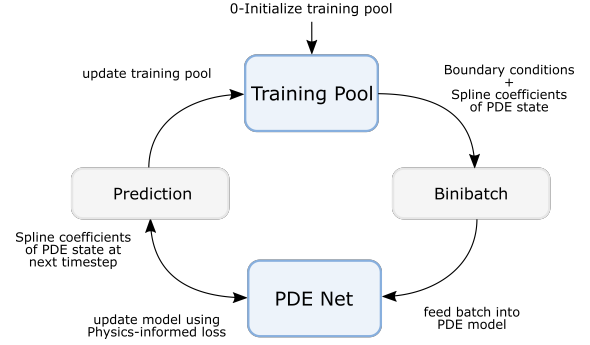 0-Initialize training pool
update training pool
Training Pool
Boundary conditions
+
Spline coefficients
of PDE state
Prediction
Binibatch
Spline coefficients
of PDE state at
next timestep
PDE Net
update model using
Physics-informed loss
feed batch into
PDE model